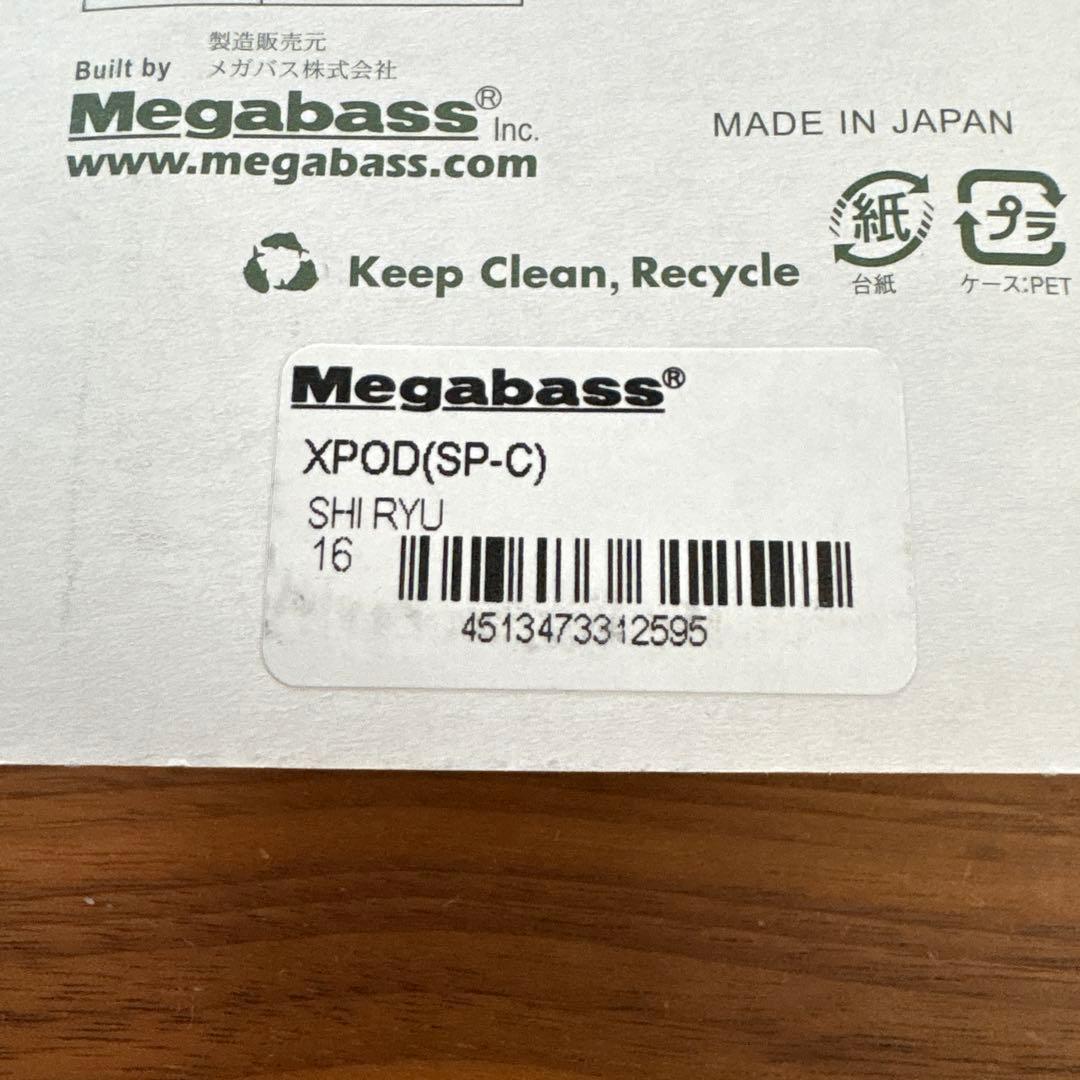 製造販売元
Built by メガバス株式会社
Megabass® Inc.
www.megabass.com
MADE IN JAPAN
紙
プラ
台紙
ケース:PET
Keep Clean, Recycle
Megabass®
XPOD(SP-C)
SHI RYU
16
4513473312595